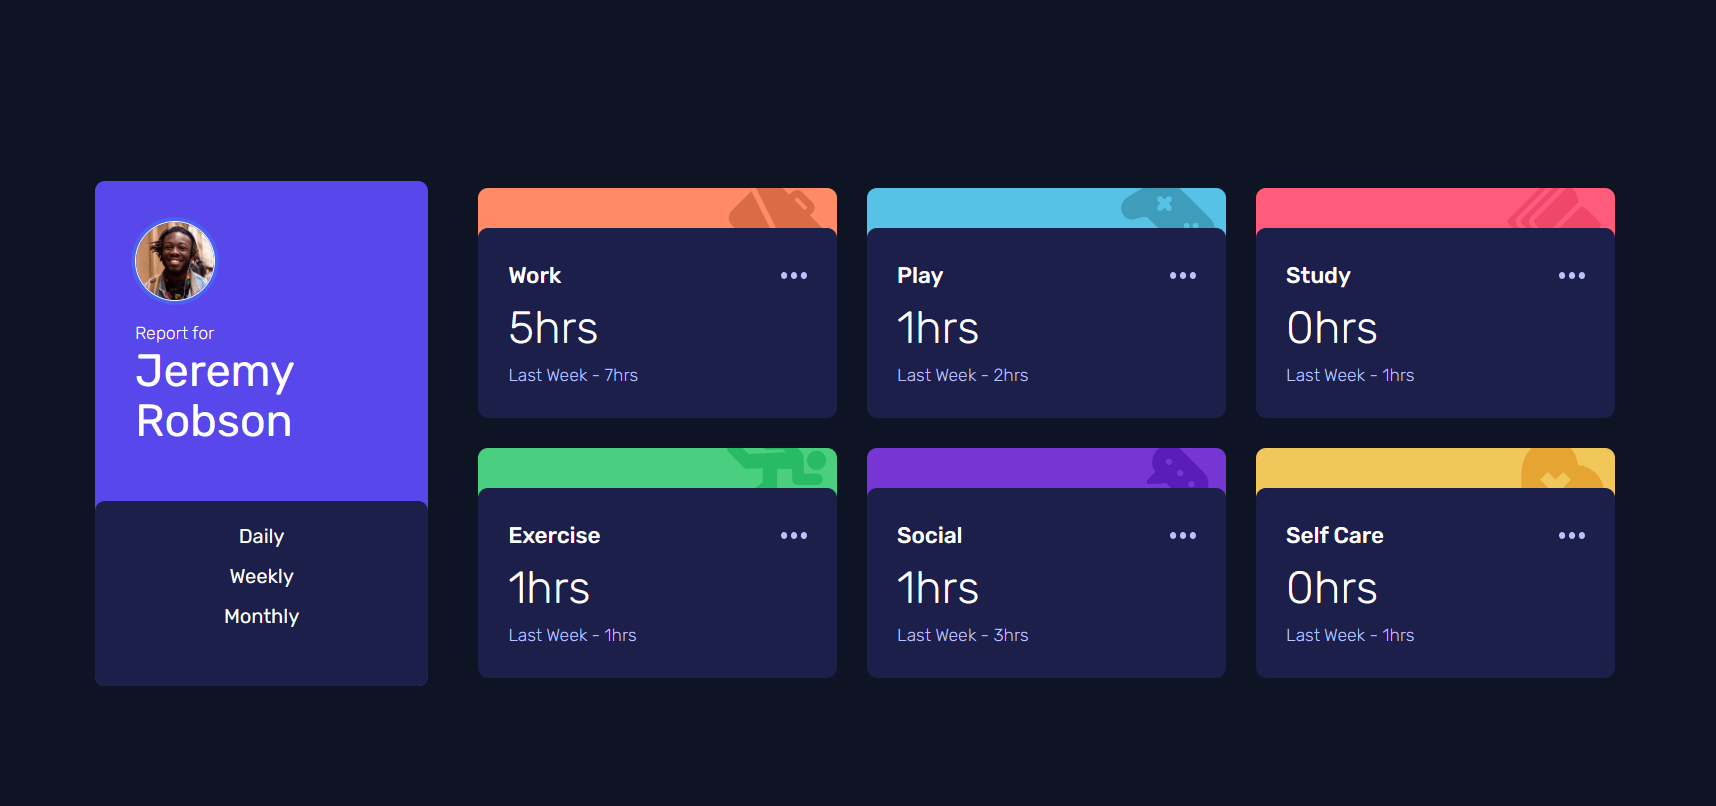 Report for
Jeremy
Robson
Daily
Weekly
Monthly
Work
5hrs
Last Week - 7hrs
Play
1hrs
Last Week - 2hrs
Study
0hrs
Last Week - 1hrs
Exercise
1hrs
Last Week - 1hrs
Social
1hrs
Last Week - 3hrs
Self Care
0hrs
Last Week - 1hrs